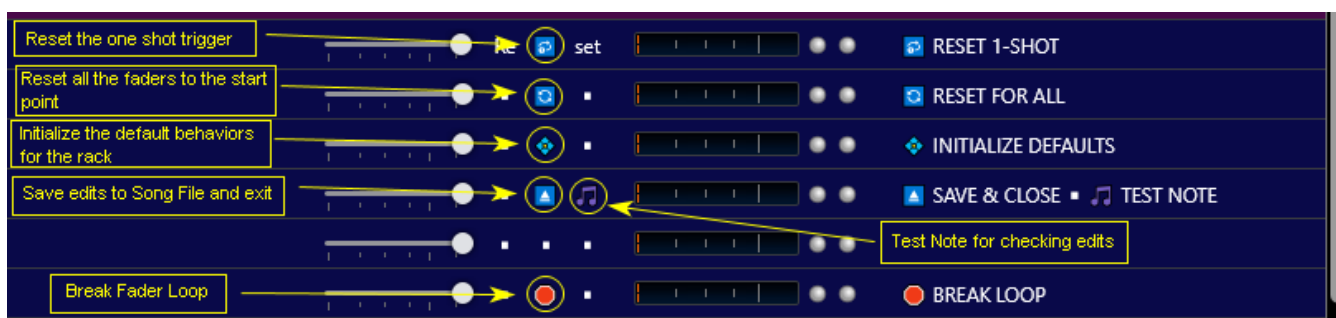 Reset the one shot trigger
Re set
RESET 1-SHOT
Reset all the faders to the start
point
RESET FOR ALL
Initialize the default behaviors
for the rack
INITIALIZE DEFAULTS
Save edits to Song File and exit
SAVE & CLOSE ▪ 🎵 TEST NOTE
Test Note for checking edits
Break Fader Loop
BREAK LOOP